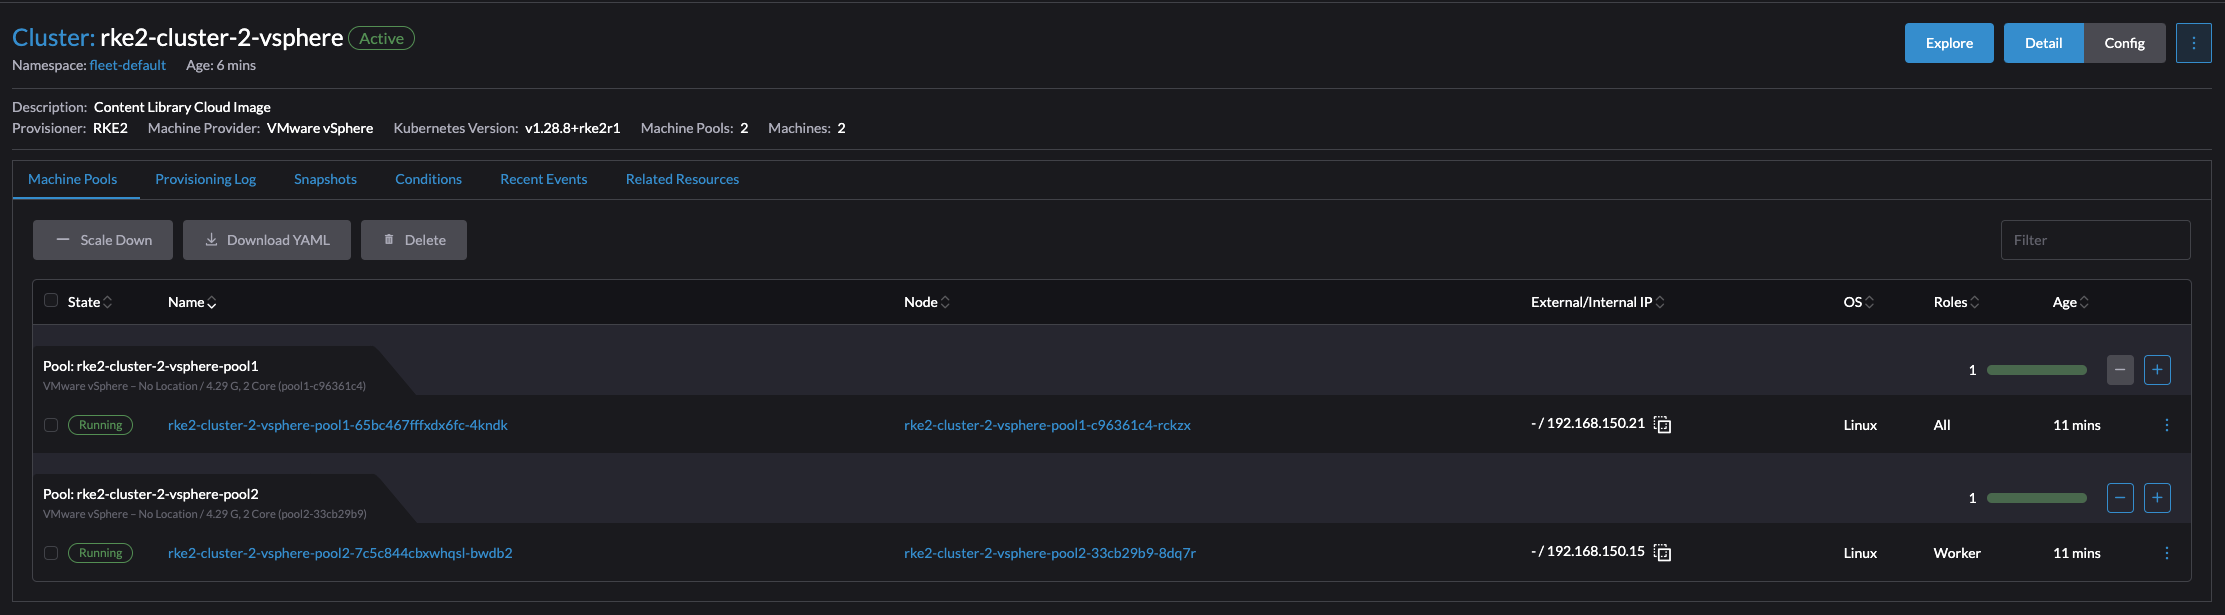 Cluster: rke2-cluster-2-vsphere Active
Explore Detail Config
Namespace: fleet-default Age: 6 mins
Description: Content Library Cloud Image
Provisioner: RKE2 Machine Provider: VMware vSphere Kubernetes Version: v1.28.8+rke2r1 Machine Pools: 2 Machines: 2
Machine Pools Provisioning Log Snapshots Conditions Recent Events Related Resources
Scale Down Download YAML Delete Filter
State Name Node External/Internal IP OS Roles Age
Pool: rke2-cluster-2-vsphere-pool1
1
VMware vSphere – No Location / 4.29 G, 2 Core (pool1-c96361c4)
Running rke2-cluster-2-vsphere-pool1-65bc467fffxdx6fc-4kndk rke2-cluster-2-vsphere-pool1-c96361c4-rckzx - / 192.168.150.21 Linux All 11 mins
Pool: rke2-cluster-2-vsphere-pool2
1
VMware vSphere – No Location / 4.29 G, 2 Core (pool2-33cb29b9)
Running rke2-cluster-2-vsphere-pool2-7c5c844cbxwhqsl-bwdb2 rke2-cluster-2-vsphere-pool2-33cb29b9-8dq7r - / 192.168.150.15 Linux Worker 11 mins